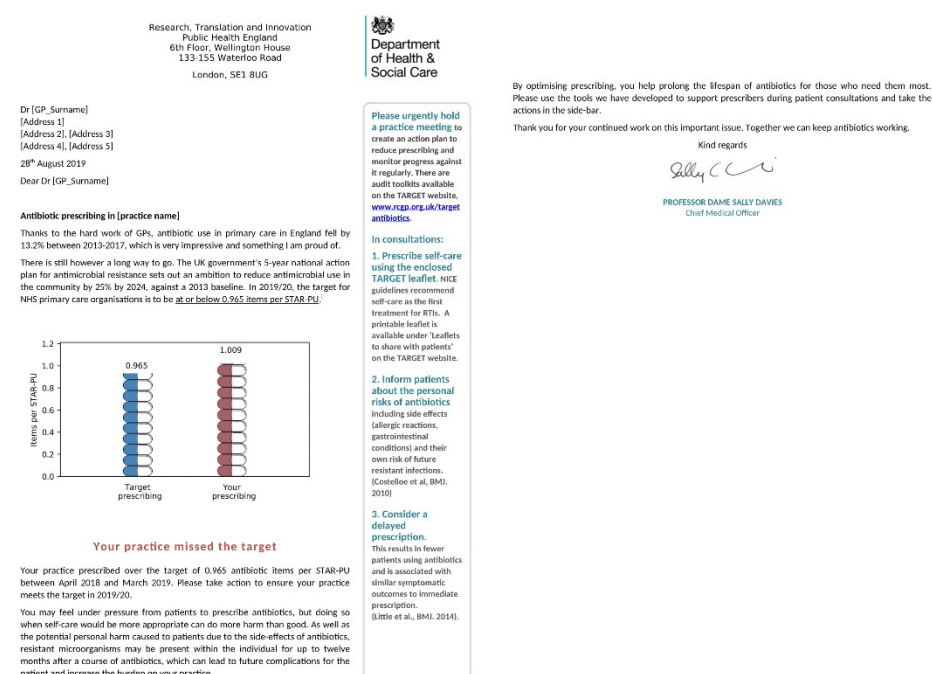 Research, Translation and Innovation
Public Health England
6th Floor, Wellington House
133-155 Waterloo Road
London, SE1 8UG
Department
of Health &
Social Care
Dr [GP_Surname]
[Address 1]
[Address 2], [Address 3]
[Address 4], [Address 5]
28th August 2019
Dear Dr [GP_Surname]
Antibiotic prescribing in [practice name]
Thanks to the hard work of GPs, antibiotic use in primary care in England fell by
13.2% between 2013-2017, which is very impressive and something I am proud of.
There is still however a long way to go. The UK government's 5-year national action
plan for antimicrobial resistance sets out an ambition to reduce antimicrobial use in
the community by 25% by 2024, against a 2013 baseline. In 2019/20, the target for
NHS primary care organisations is to be at or below 0.965 items per STAR-PU.
1.2
1.0
0.8
0.6
0.4
0.2
0.0
Items per STAR-PU
0.965
1.009
Target
prescribing
Your
prescribing
Your practice missed the target
Your practice prescribed over the target of 0.965 antibiotic items per STAR-PU
between April 2018 and March 2019. Please take action to ensure your practice
meets the target in 2019/20.
You may feel under pressure from patients to prescribe antibiotics, but doing so
when self-care would be more appropriate can do more harm than good. As well as
the potential personal harm caused to patients due to the side-effects of antibiotics,
resistant microorganisms may be present within the individual for up to twelve
months after a course of antibiotics, which can lead to future complications for the
patient and increase the burden on your practice.
Please urgently hold
a practice meeting to
create an action plan to
reduce prescribing and
monitor progress against
it regularly. There are
audit toolkits available
on the TARGET website,
www.rcgp.org.uk/target
antibiotics.
In consultations:
1. Prescribe self-care
using the enclosed
TARGET leaflet. NICE
guidelines recommend
self-care as the first
treatment for RTIs. A
printable leaflet is
available under 'Leaflets
to share with patients'
on the TARGET website.
2. Inform patients
about the personal
risks of antibiotics
including side effects
(allergic reactions,
gastrointestinal
conditions) and their
own risk of future
resistant infections.
(Costelloe et al, BMJ.
2010)
3. Consider a
delayed
prescription.
This results in fewer
patients using antibiotics
and is associated with
similar symptomatic
outcomes to immediate
prescription.
(Little et al., BMJ. 2014).
By optimising prescribing, you help prolong the lifespan of antibiotics for those who need them most.
Please use the tools we have developed to support prescribers during patient consultations and take the
actions in the side-bar.
Thank you for your continued work on this important issue. Together we can keep antibiotics working.
Kind regards
Sally C
PROFESSOR DAME SALLY DAVIES
Chief Medical Officer